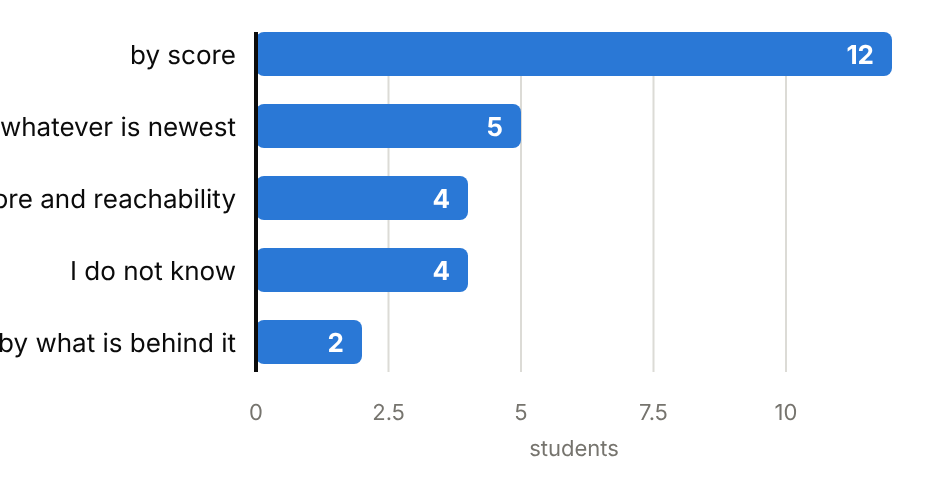 by score
12
whatever is newest
5
and reachability
4
I do not know
4
by what is behind it
2
0 2.5 5 7.5 10
students